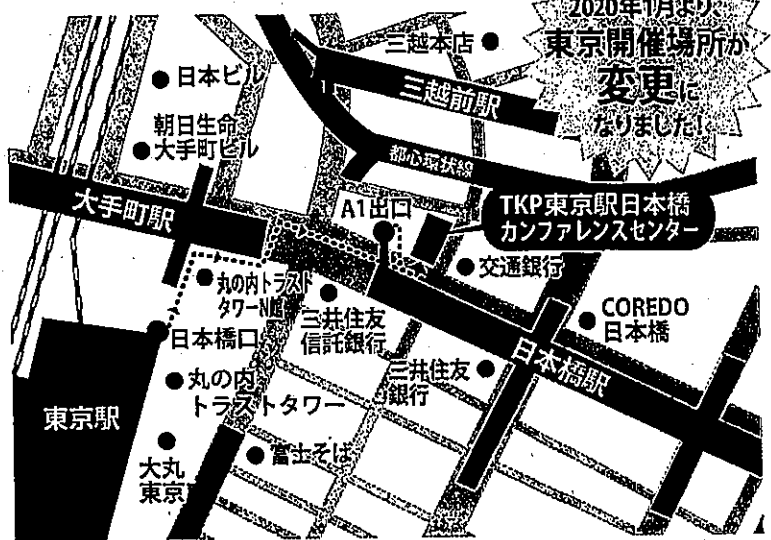 2020年1月より、
東京開催場所が
変更に
なりました!
三越本店
日本ビル
三越前駅
朝日生命
大手町ビル
都心環状線
大手町駅
A1出口
TKP東京駅日本橋
カンファレンスセンター
交通銀行
丸の内トラスト
タワーN館
三井住友
信託銀行
COREDO
日本橋
日本橋口
日本橋駅
三井住友
銀行
丸の内
トラストタワー
東京駅
富士そば
大丸
東京